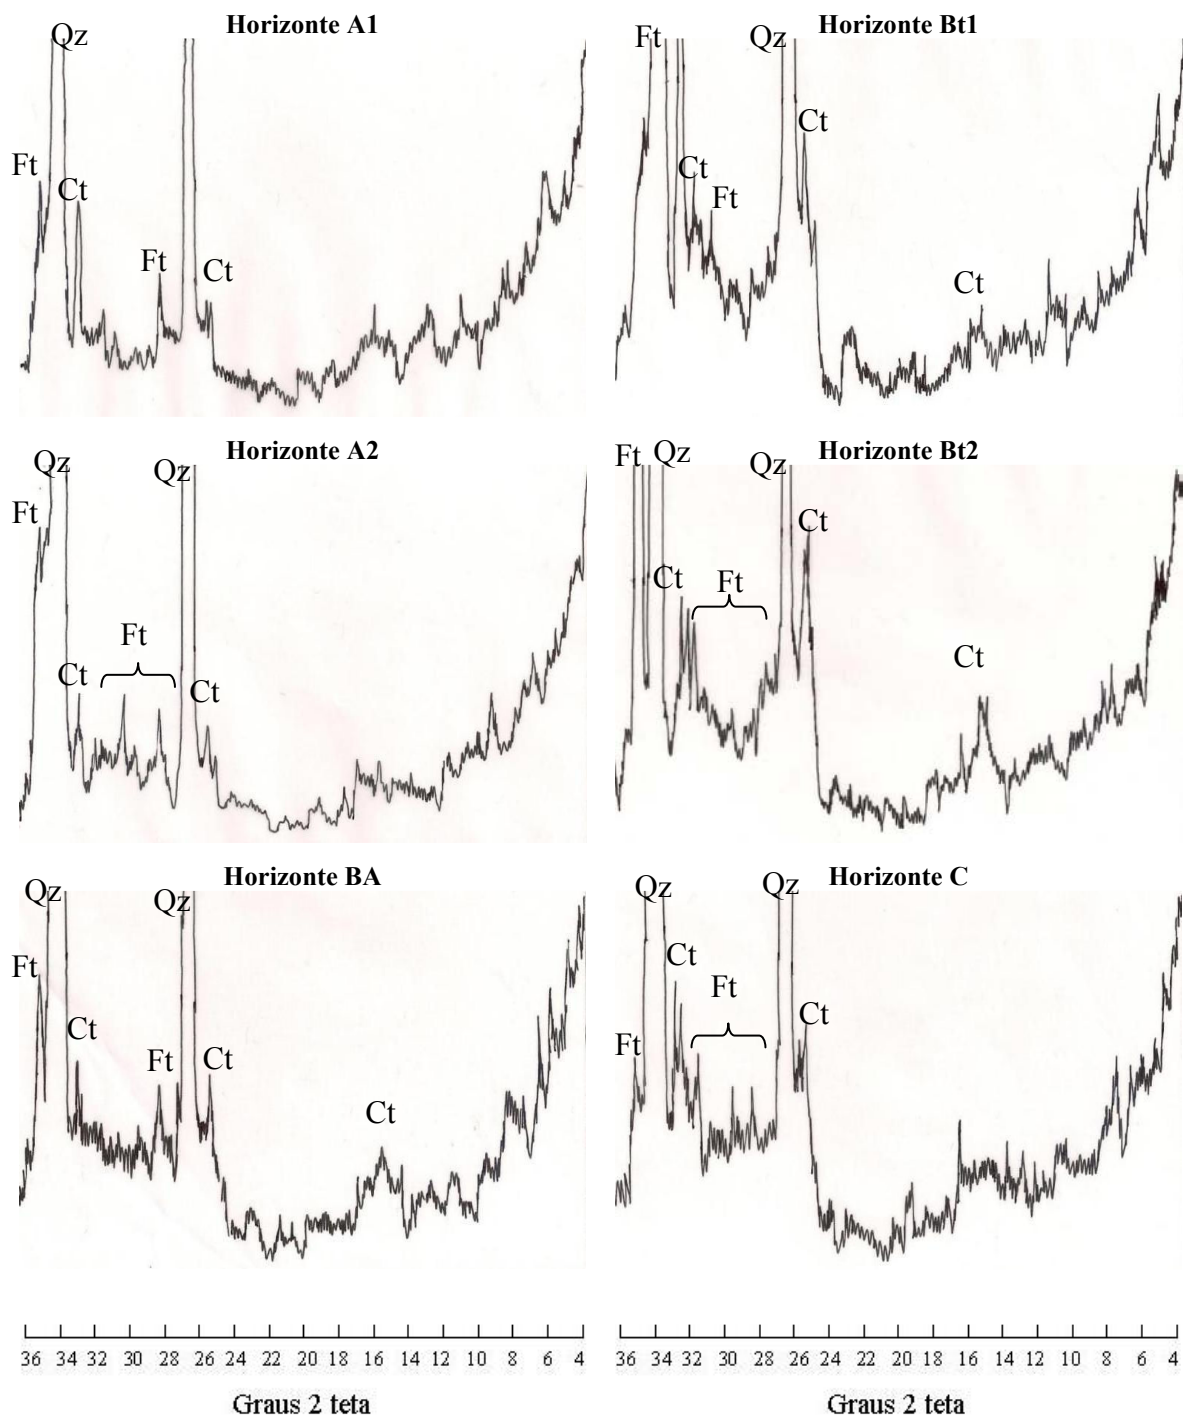 Horizonte A1
Qz
Ft
Ct
Ft
Ct
Horizonte Bt1
Ft
Qz
Ct
Ct
Ft
Ct
Horizonte A2
Qz
Qz
Ft
Ft
Ct
Ct
Horizonte Bt2
Ft
Qz
Qz
Ct
Ct
Ft
Ct
Horizonte BA
Qz
Qz
Ft
Ct
Ft
Ct
Ct
Horizonte C
Qz
Qz
Ct
Ft
Ct
Ft
36 34 32 30 28 26 24 22 20 18 16 14 12 10 8 6 4
Graus 2 teta
36 34 32 30 28 26 24 22 20 18 16 14 12 10 8 6 4
Graus 2 teta